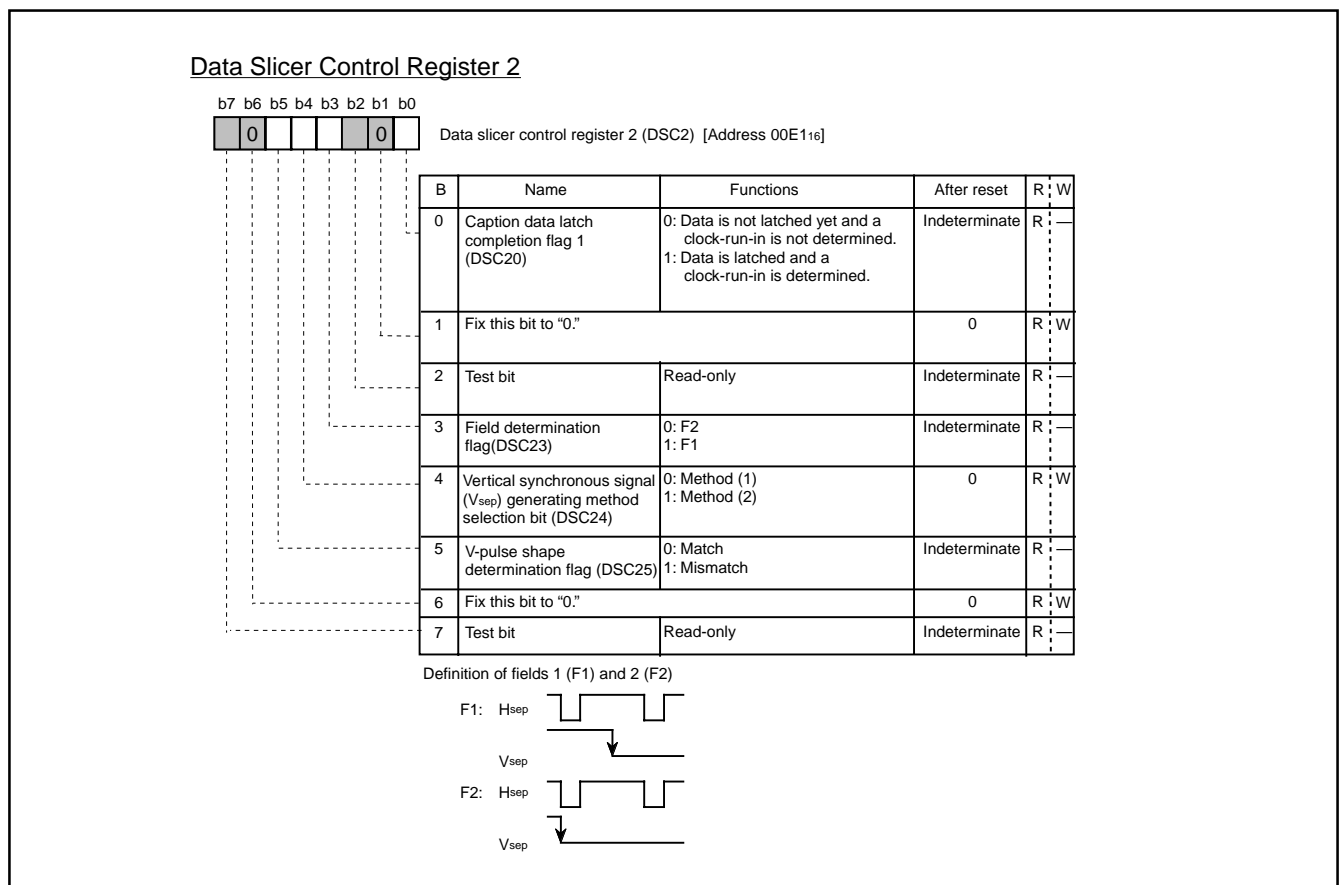 Data Slicer Control Register 2
b7 b6 b5 b4 b3 b2 b1 b0
0 0
Data slicer control register 2 (DSC2) [Address 00E116]
B Name Functions After reset R W
0 Caption data latch completion flag 1 (DSC20) 0: Data is not latched yet and a clock-run-in is not determined. 1: Data is latched and a clock-run-in is determined. Indeterminate R —
1 Fix this bit to “0.” 0 R W
2 Test bit Read-only Indeterminate R —
3 Field determination flag(DSC23) 0: F2 1: F1 Indeterminate R —
4 Vertical synchronous signal (Vsep) generating method selection bit (DSC24) 0: Method (1) 1: Method (2) 0 R W
5 V-pulse shape determination flag (DSC25) 0: Match 1: Mismatch Indeterminate R —
6 Fix this bit to “0.” 0 R W
7 Test bit Read-only Indeterminate R —
Definition of fields 1 (F1) and 2 (F2)
F1: Hsep
Vsep
F2: Hsep
Vsep